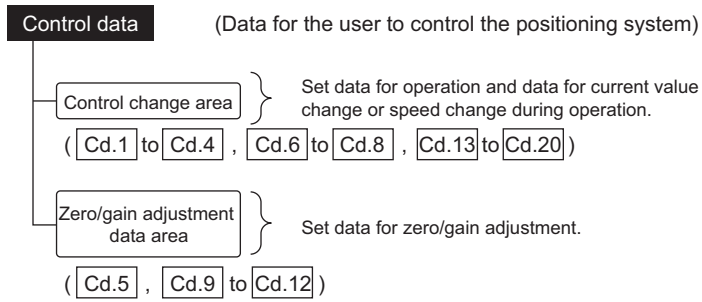 Control data (Data for the user to control the positioning system)
Control change area
Set data for operation and data for current value
change or speed change during operation.
( Cd.1 to Cd.4 , Cd.6 to Cd.8 , Cd.13 to Cd.20 )
Zero/gain adjustment
data area
Set data for zero/gain adjustment.
( Cd.5 , Cd.9 to Cd.12 )